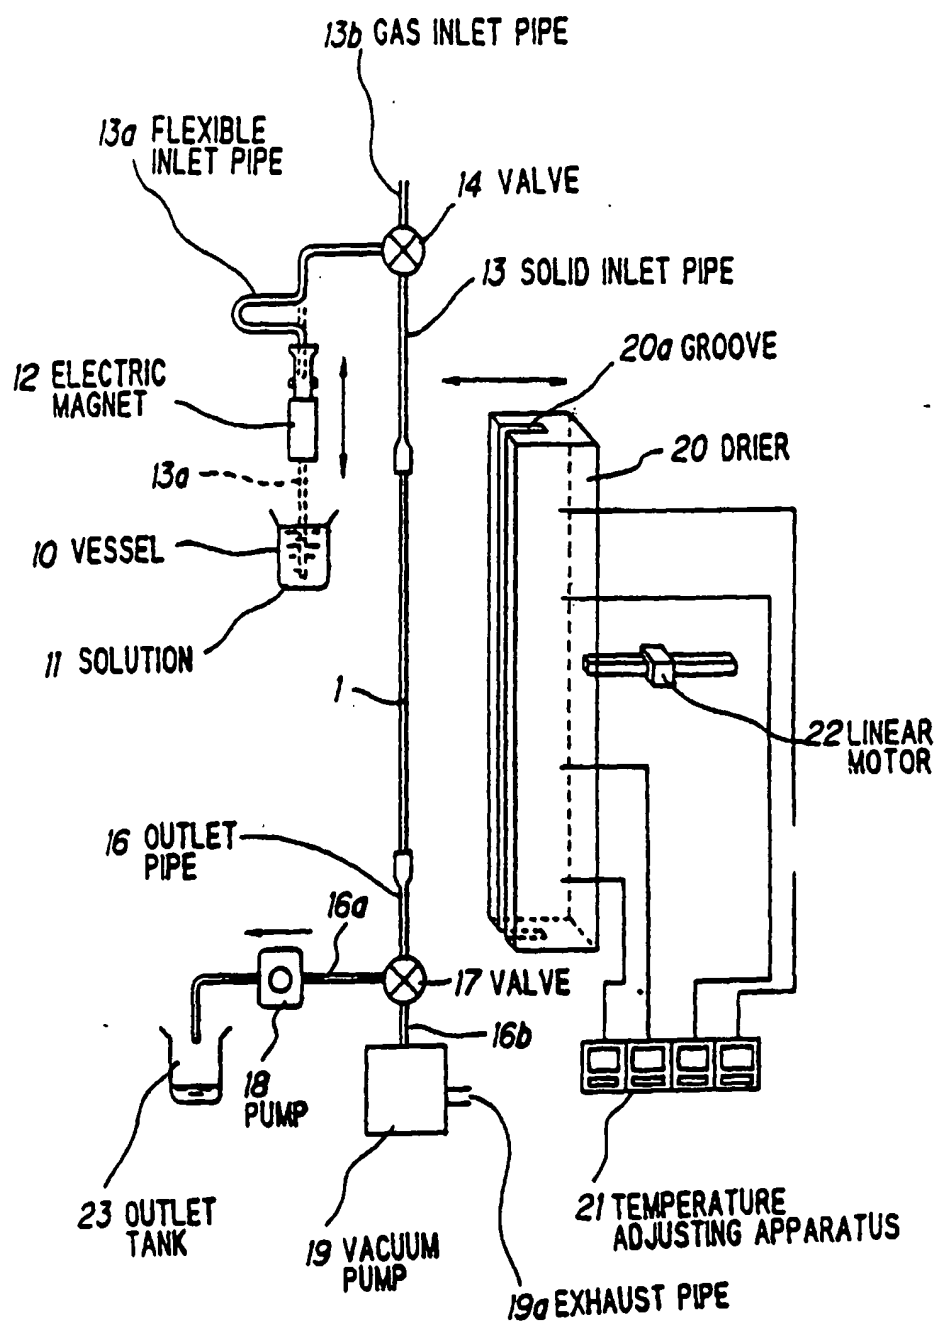 13b GAS INLET PIPE
13a FLEXIBLE
INLET PIPE
14 VALVE
13 SOLID INLET PIPE
20a GROOVE
12 ELECTRIC
MAGNET
20 DRIER
13a
10 VESSEL
11 SOLUTION
1
22 LINEAR
MOTOR
16 OUTLET
PIPE
16a
17 VALVE
16b
18
PUMP
23 OUTLET
TANK
19 VACUUM
PUMP
21 TEMPERATURE
ADJUSTING APPARATUS
19a EXHAUST PIPE